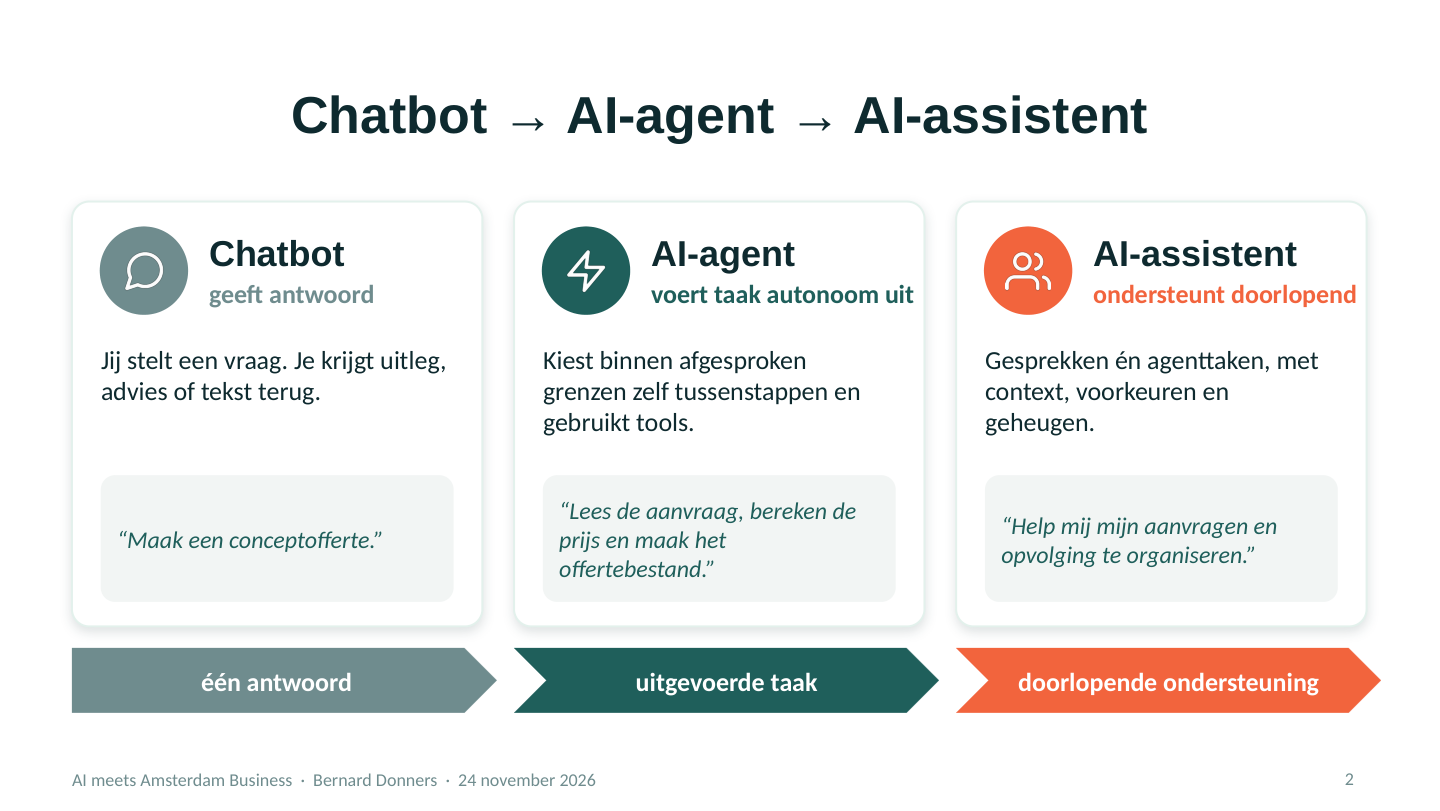 Chatbot → AI-agent → AI-assistent
Chatbot
geeft antwoord
Jij stelt een vraag. Je krijgt uitleg,
advies of tekst terug.
“Maak een conceptofferte.”
AI-agent
voert taak autonoom uit
Kiest binnen afgesproken
grenzen zelf tussenstappen en
gebruikt tools.
“Lees de aanvraag, bereken de
prijs en maak het
offertebestand.”
AI-assistent
ondersteunt doorlopend
Gesprekken én agenttaken, met
context, voorkeuren en
geheugen.
“Help mij mijn aanvragen en
opvolging te organiseren.”
één antwoord
uitgevoerde taak
doorlopende ondersteuning
AI meets Amsterdam Business · Bernard Donners · 24 november 2026
2